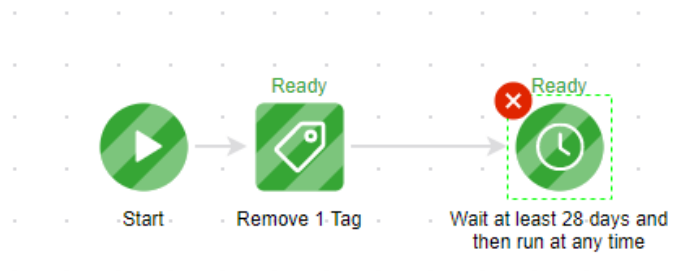 Ready
Ready
Start
Remove 1 Tag
Wait at least 28 days and
then run at any time